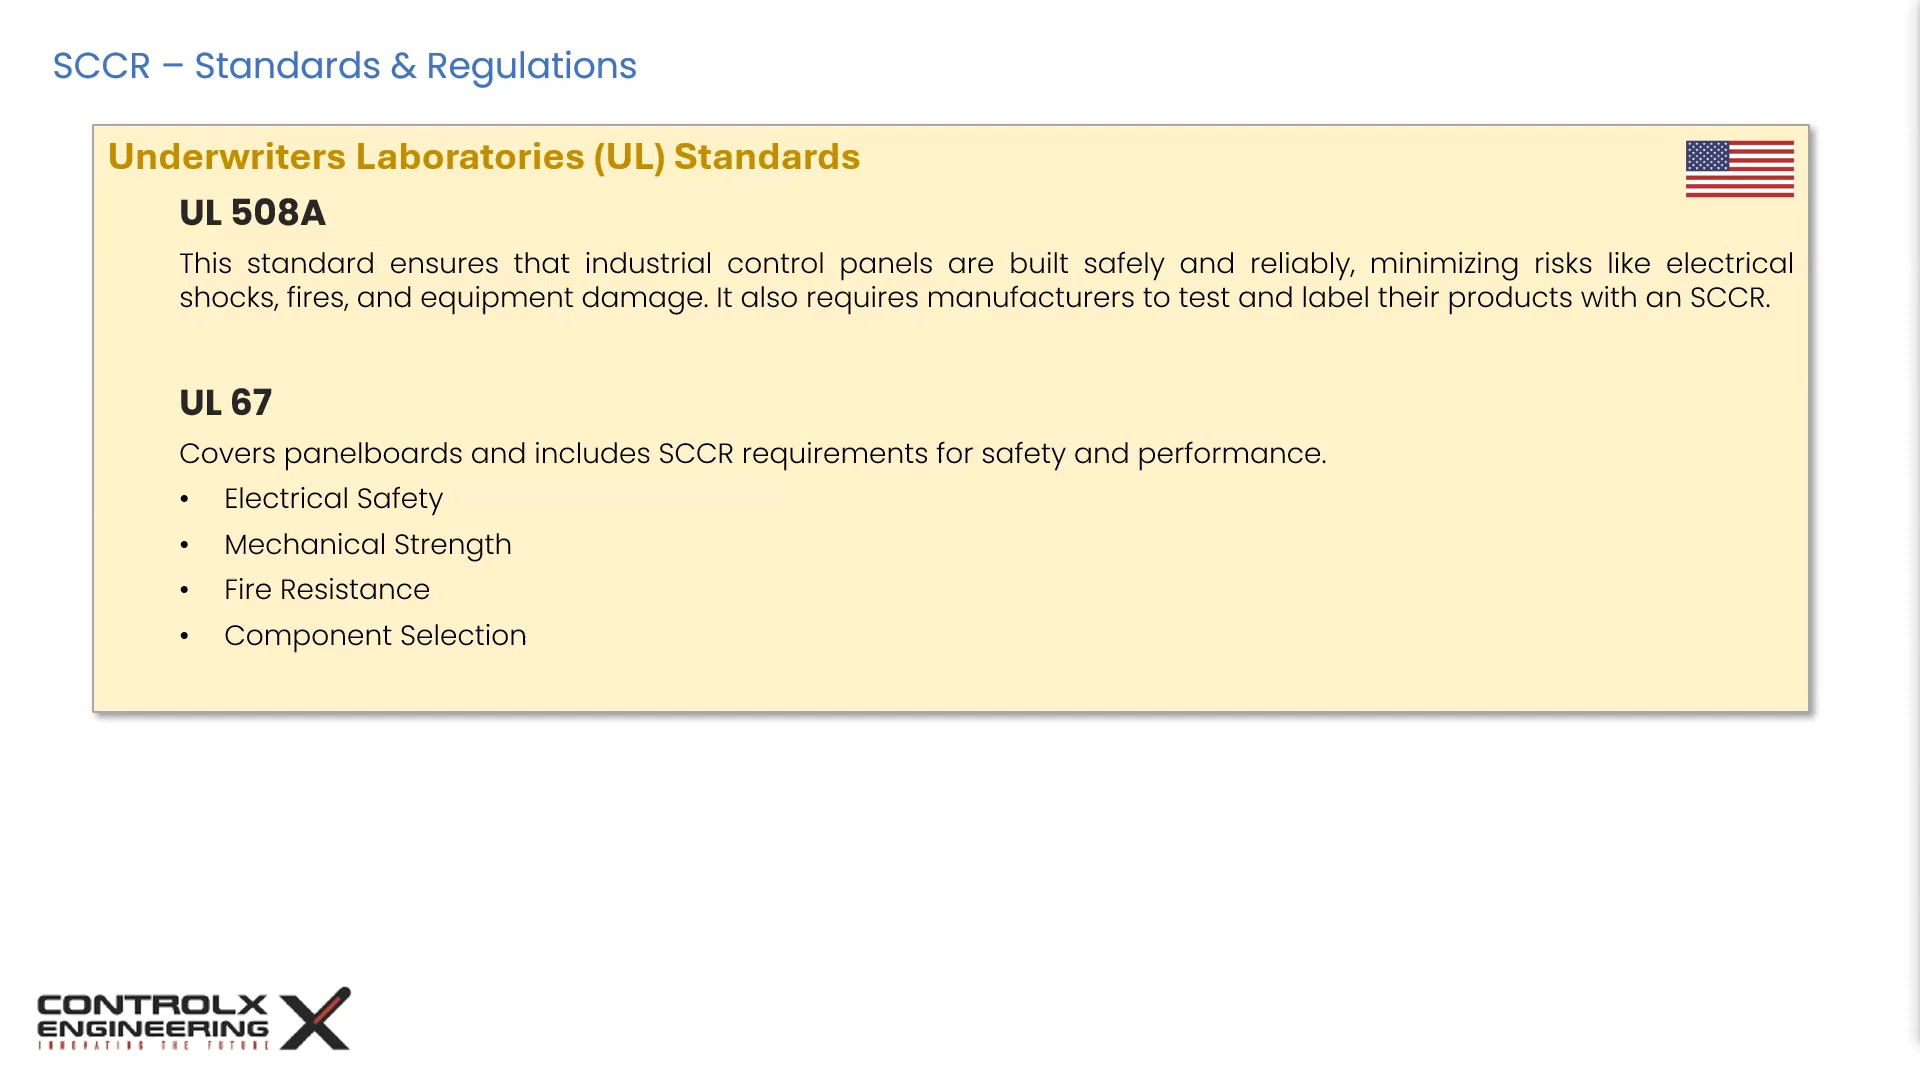 SCCR – Standards & Regulations
Underwriters Laboratories (UL) Standards
UL 508A
This standard ensures that industrial control panels are built safely and reliably, minimizing risks like electrical
shocks, fires, and equipment damage. It also requires manufacturers to test and label their products with an SCCR.
UL 67
Covers panelboards and includes SCCR requirements for safety and performance.
• Electrical Safety
• Mechanical Strength
• Fire Resistance
• Component Selection
CONTROLX
ENGINEERING
INNOVATING THE FUTURE